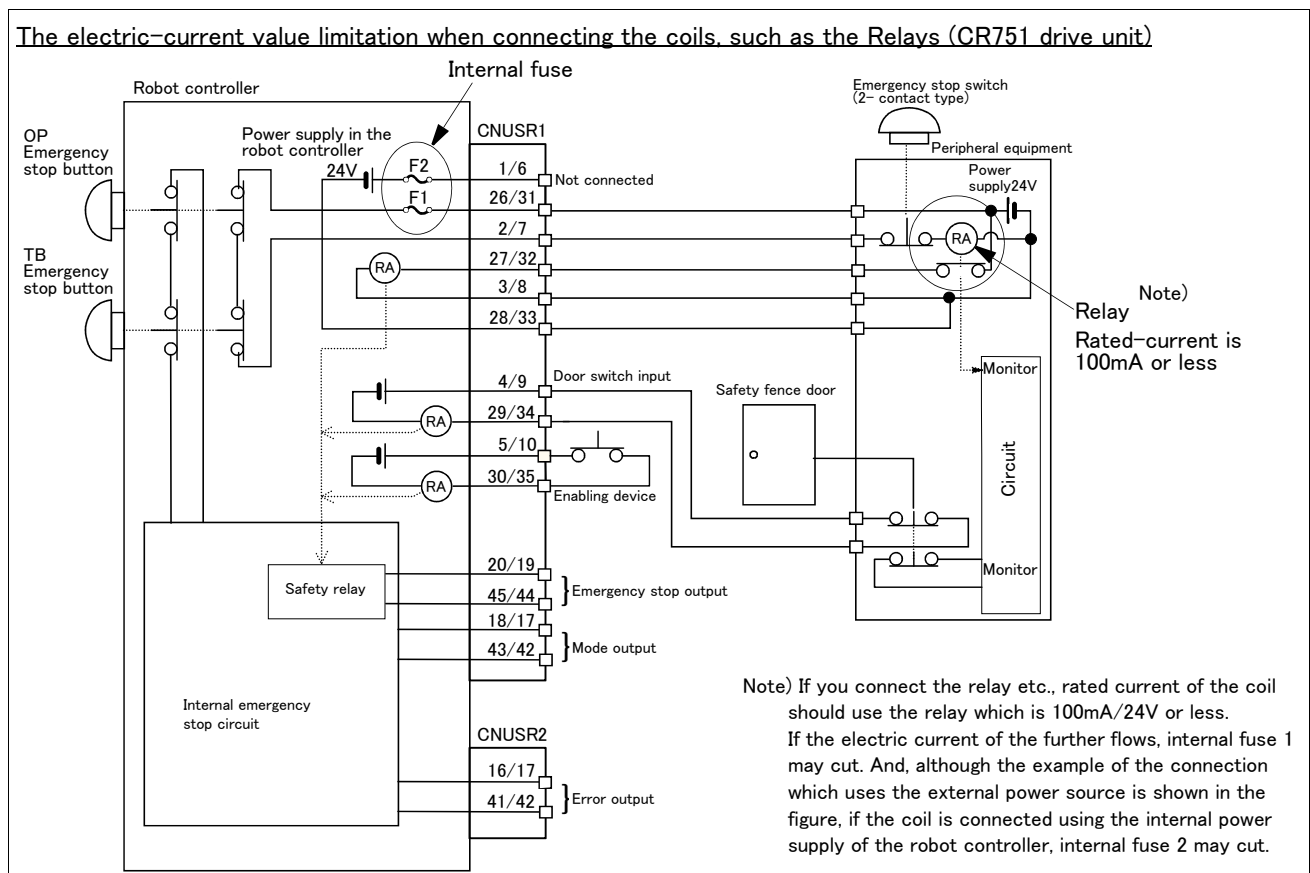 The electric-current value limitation when connecting the coils, such as the Relays (CR751 drive unit)
Internal fuse
Robot controller
Emergency stop switch
(2- contact type)
OP
Emergency
stop button
Power supply in the
robot controller
24V
F2
F1
CNUSR1
1/6
Not connected
26/31
2/7
27/32
3/8
28/33
Peripheral equipment
Power
supply24V
RA
RA
TB
Emergency
stop button
Note)
Relay
Rated-current is
100mA or less
4/9
Door switch input
29/34
RA
5/10
30/35
RA
Enabling device
Safety fence door
Monitor
Circuit
Monitor
Safety relay
20/19
45/44
Emergency stop output
18/17
43/42
Mode output
Internal emergency
stop circuit
CNUSR2
16/17
41/42
Error output
Note) If you connect the relay etc., rated current of the coil
should use the relay which is 100mA/24V or less.
If the electric current of the further flows, internal fuse 1
may cut. And, although the example of the connection
which uses the external power source is shown in the
figure, if the coil is connected using the internal power
supply of the robot controller, internal fuse 2 may cut.